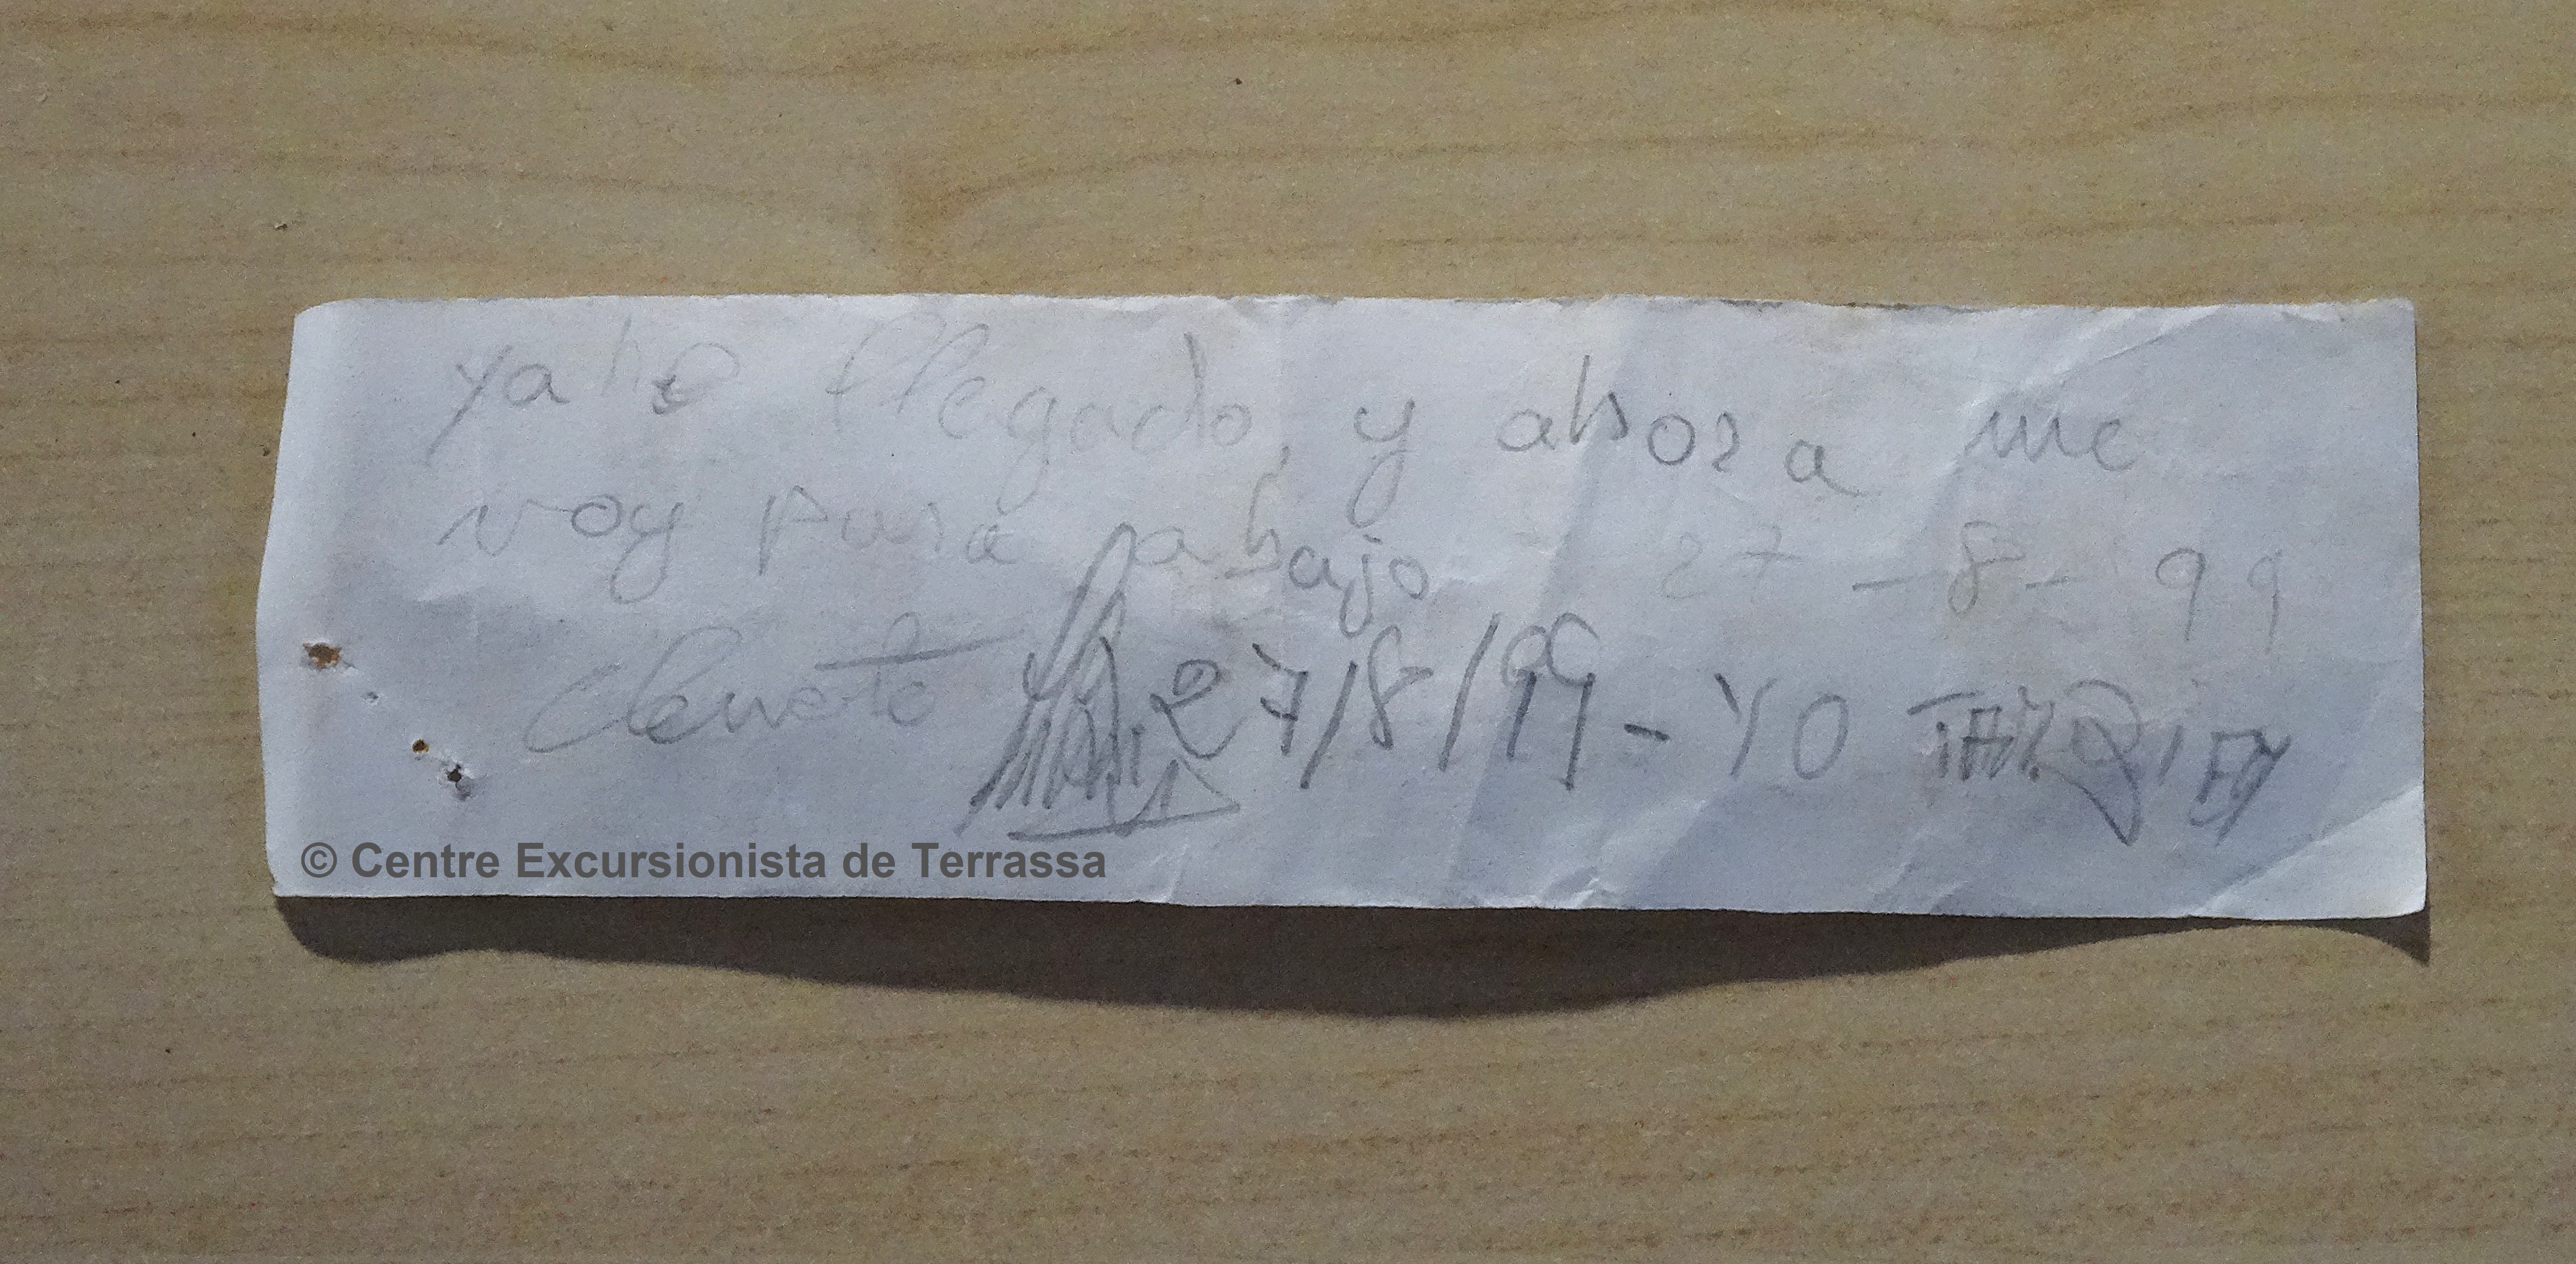 ya he llegado, y ahora me
voy para abajo 27-8-99
27/8/99 - YO TAMBIEN
© Centre Excursionista de Terrassa